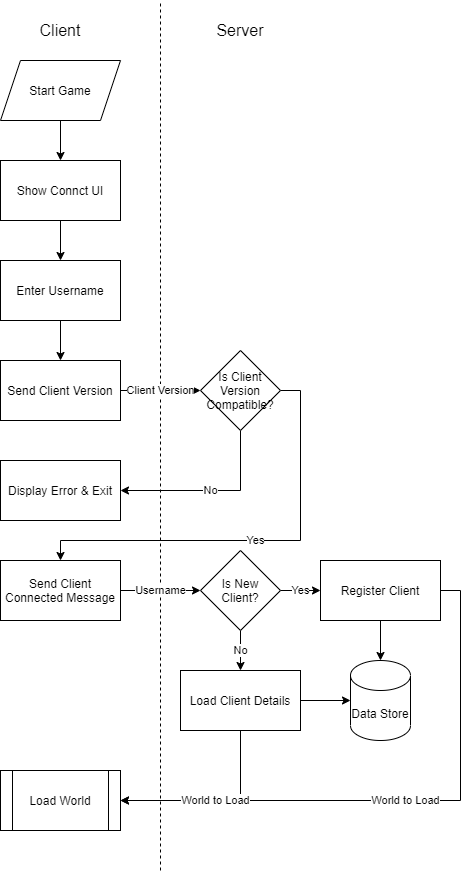 Client
Server
Start Game
Show Connct UI
Enter Username
Send Client Version
Client Version
Is Client
Version
Compatible?
Display Error & Exit
No
Yes
Send Client
Connected Message
Username
Is New
Client?
Yes
Register Client
No
Load Client Details
Data Store
Load World
World to Load
World to Load